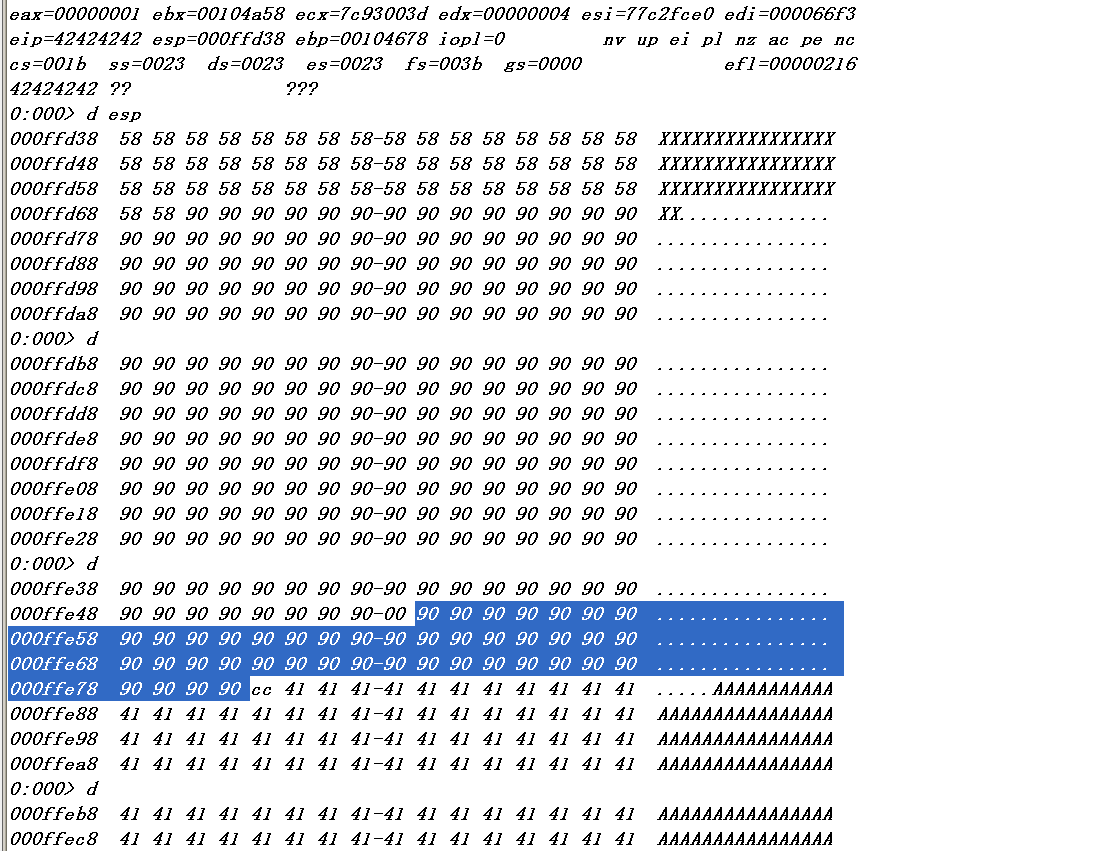 eax=00000001 ebx=00104a58 ecx=7c93003d edx=00000004 esi=77c2fce0 edi=000066f3
eip=42424242 esp=000ffd38 ebp=00104678 iopl=0         nv up ei pl nz ac pe nc
cs=001b  ss=0023  ds=0023  es=0023  fs=003b  gs=0000             efl=00000216
42424242 ??              ???
0:000> d esp
000ffd38  58 58 58 58 58 58 58 58-58 58 58 58 58 58 58 58  XXXXXXXXXXXXXXXX
000ffd48  58 58 58 58 58 58 58 58-58 58 58 58 58 58 58 58  XXXXXXXXXXXXXXXX
000ffd58  58 58 58 58 58 58 58 58-58 58 58 58 58 58 58 58  XXXXXXXXXXXXXXXX
000ffd68  58 58 90 90 90 90 90 90-90 90 90 90 90 90 90 90  XX..............
000ffd78  90 90 90 90 90 90 90 90-90 90 90 90 90 90 90 90  ................
000ffd88  90 90 90 90 90 90 90 90-90 90 90 90 90 90 90 90  ................
000ffd98  90 90 90 90 90 90 90 90-90 90 90 90 90 90 90 90  ................
000ffda8  90 90 90 90 90 90 90 90-90 90 90 90 90 90 90 90  ................
0:000> d
000ffdb8  90 90 90 90 90 90 90 90-90 90 90 90 90 90 90 90  ................
000ffdc8  90 90 90 90 90 90 90 90-90 90 90 90 90 90 90 90  ................
000ffdd8  90 90 90 90 90 90 90 90-90 90 90 90 90 90 90 90  ................
000ffde8  90 90 90 90 90 90 90 90-90 90 90 90 90 90 90 90  ................
000ffdf8  90 90 90 90 90 90 90 90-90 90 90 90 90 90 90 90  ................
000ffe08  90 90 90 90 90 90 90 90-90 90 90 90 90 90 90 90  ................
000ffe18  90 90 90 90 90 90 90 90-90 90 90 90 90 90 90 90  ................
000ffe28  90 90 90 90 90 90 90 90-90 90 90 90 90 90 90 90  ................
0:000> d
000ffe38  90 90 90 90 90 90 90 90-90 90 90 90 90 90 90 90  ................
000ffe48  90 90 90 90 90 90 90 90-00 90 90 90 90 90 90 90  ................
000ffe58  90 90 90 90 90 90 90 90-90 90 90 90 90 90 90 90  ................
000ffe68  90 90 90 90 90 90 90 90-90 90 90 90 90 90 90 90  ................
000ffe78  90 90 90 90 cc 41 41 41-41 41 41 41 41 41 41 41  .....AAAAAAAAAAA
000ffe88  41 41 41 41 41 41 41 41-41 41 41 41 41 41 41 41  AAAAAAAAAAAAAAAA
000ffe98  41 41 41 41 41 41 41 41-41 41 41 41 41 41 41 41  AAAAAAAAAAAAAAAA
000ffea8  41 41 41 41 41 41 41 41-41 41 41 41 41 41 41 41  AAAAAAAAAAAAAAAA
0:000> d
000ffeb8  41 41 41 41 41 41 41 41-41 41 41 41 41 41 41 41  AAAAAAAAAAAAAAAA
000ffec8  41 41 41 41 41 41 41 41-41 41 41 41 41 41 41 41  AAAAAAAAAAAAAAAA